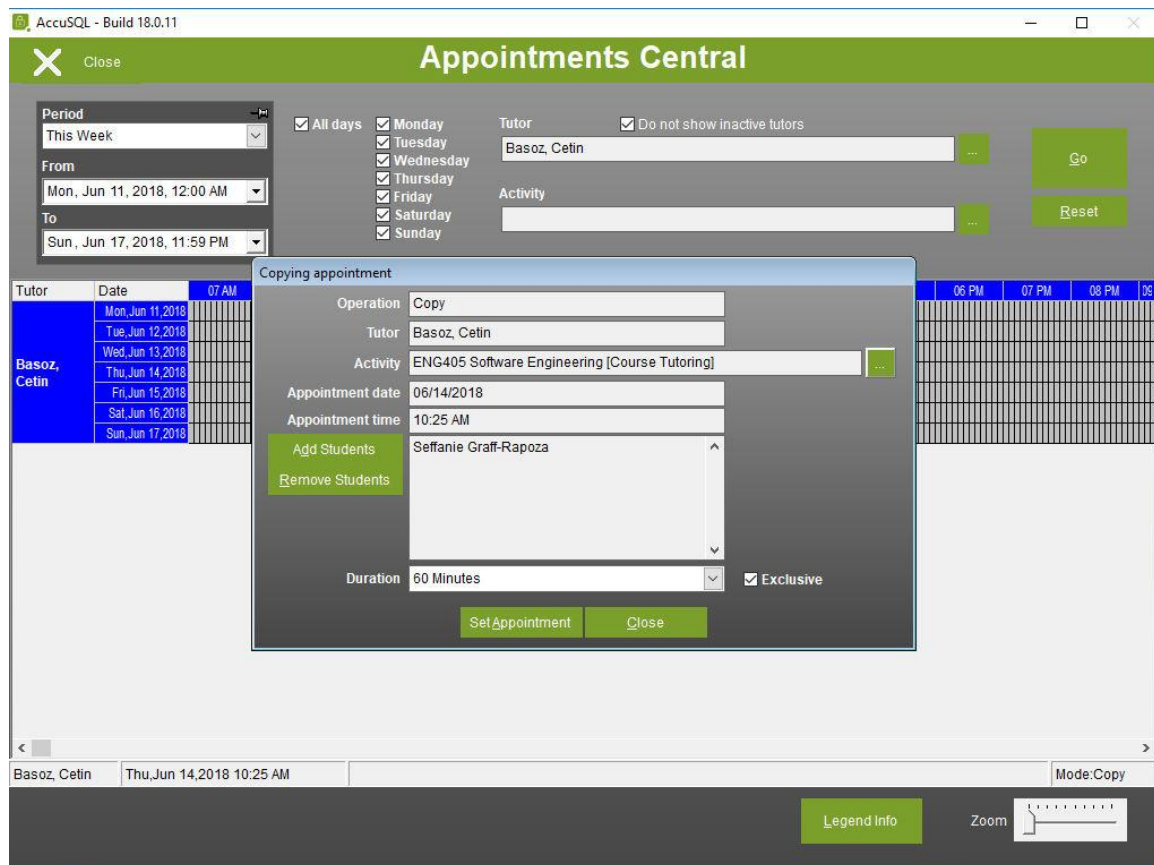 AccuSQL - Build 18.0.11
Close
Appointments Central
Period
This Week
From
Mon, Jun 11, 2018, 12:00 AM
To
Sun, Jun 17, 2018, 11:59 PM
All days
Monday
Tuesday
Wednesday
Thursday
Friday
Saturday
Sunday
Tutor
Do not show inactive tutors
Basoz, Cetin
...
Activity
...
Go
Reset
Tutor Date 07 AM 06 PM 07 PM 08 PM 09
Basoz,
Cetin
Mon,Jun 11,2018
Tue,Jun 12,2018
Wed,Jun 13,2018
Thu,Jun 14,2018
Fri,Jun 15,2018
Sat,Jun 16,2018
Sun,Jun 17,2018
Copying appointment
Operation Copy
Tutor Basoz, Cetin
Activity ENG405 Software Engineering [Course Tutoring] ...
Appointment date 06/14/2018
Appointment time 10:25 AM
Add Students
Remove Students
Seffanie Graff-Rapoza
Duration 60 Minutes Exclusive
Set Appointment Close
Basoz, Cetin Thu,Jun 14,2018 10:25 AM Mode:Copy
Legend Info Zoom